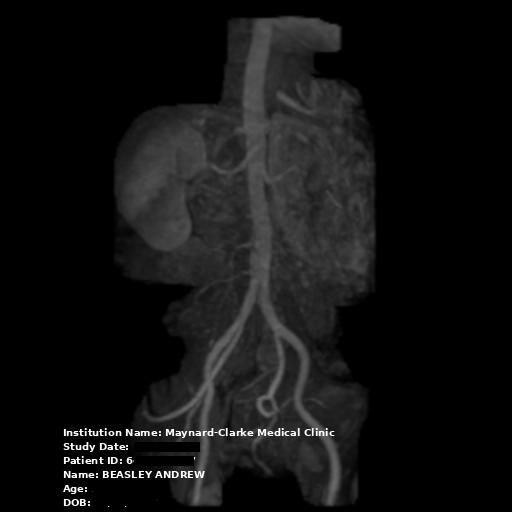 Institution Name: Maynard-Clarke Medical Clinic
Study Date:
Patient ID: 6
Name: BEASLEY ANDREW
Age:
DOB: